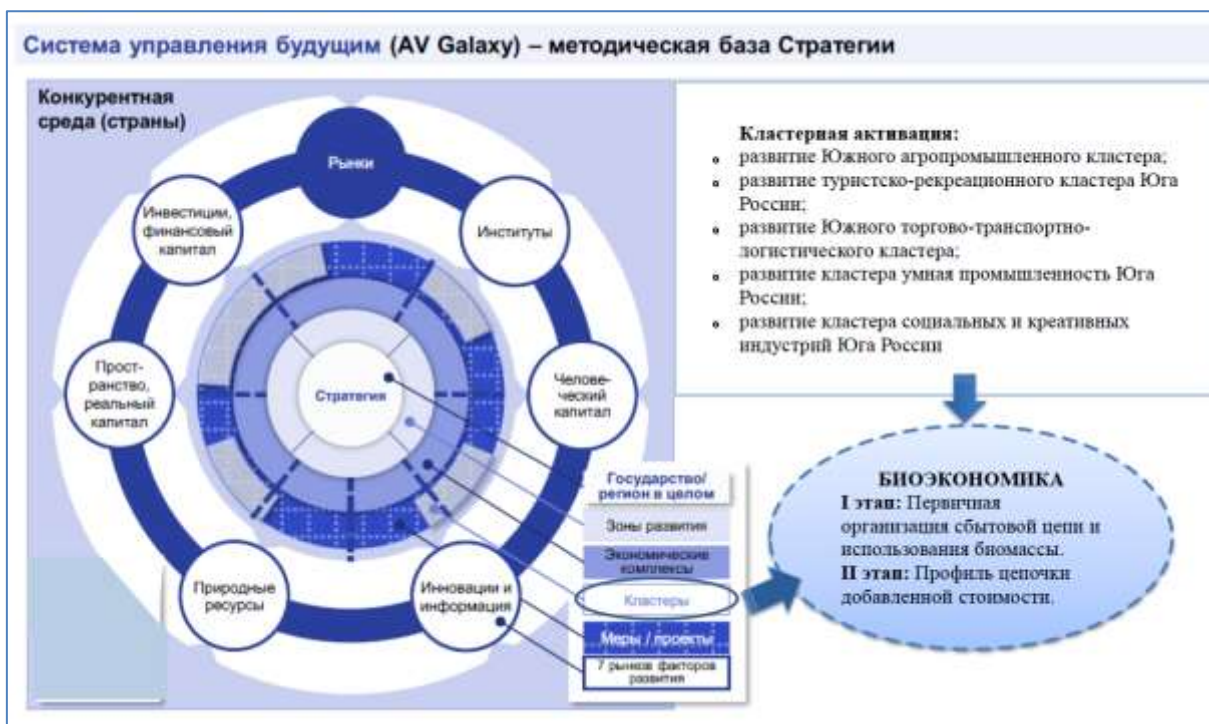 Система управления будущим (AV Galaxy) – методическая база Стратегии
Конкурентная
среда (страны)
Рынки
Инвестиции,
финансовый
капитал
Институты
Прост-
ранство,
реальный
капитал
Стратегия
Человече-
ческий
капитал
Природные
ресурсы
Инновации и
информация
Государство/
регион в целом
Зоны развития
Экономические
комплексы
Кластеры
Меры / проекты
7 рынков факторов
развития
Кластерная активация:
развитие Южного агропромышленного кластера;
развитие туристско-рекреационного кластера Юга
России;
развитие Южного торгово-транспортно-
логистического кластера;
развитие кластера умная промышленность Юга
России;
развитие кластера социальных и креативных
индустрий Юга России
БИОЭКОНОМИКА
I этап: Первичная
организация сбытовой цепи и
использования биомассы.
II этап: Профиль цепочки
добавленной стоимости.